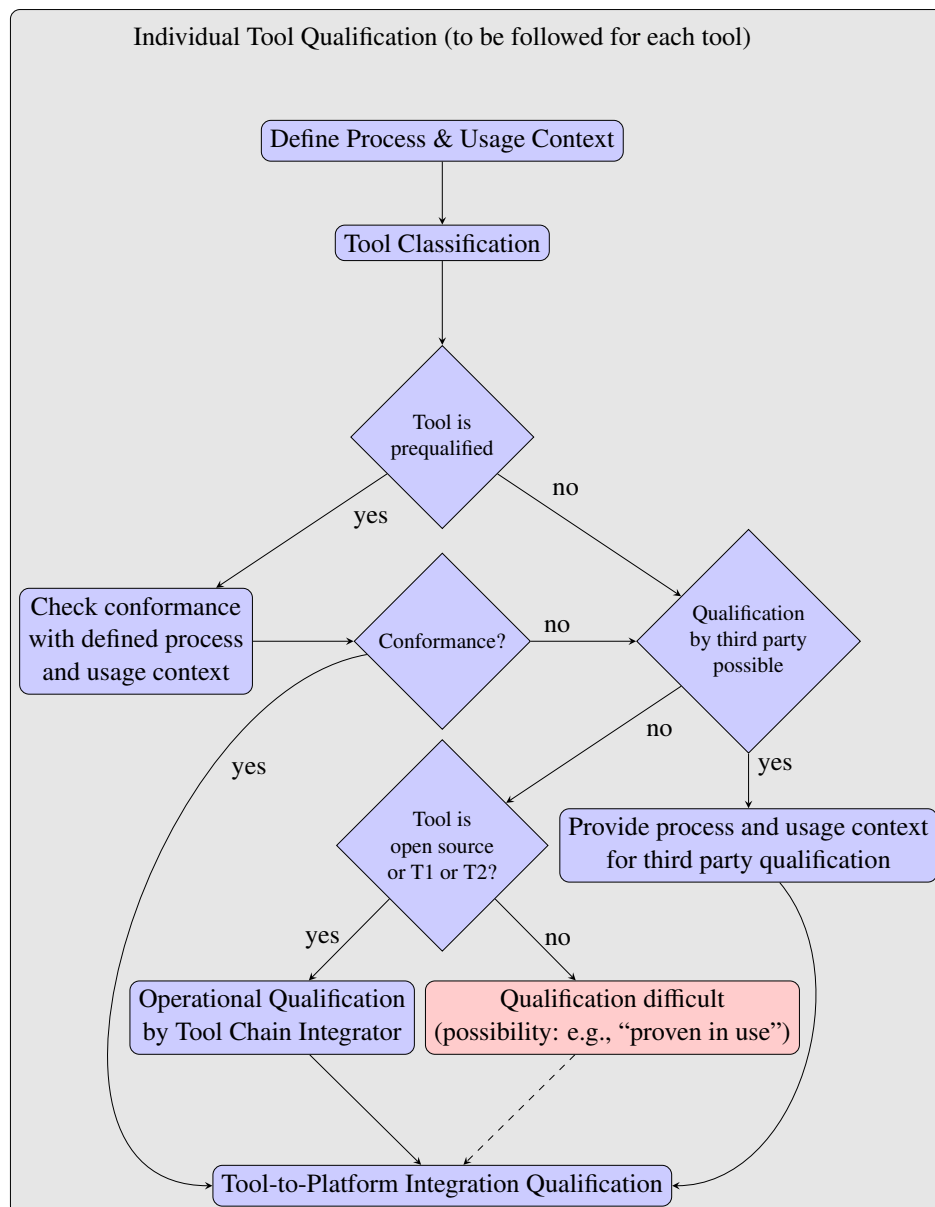 Individual Tool Qualification (to be followed for each tool)
Define Process & Usage Context
Tool Classification
Tool is
prequalified
yes
no
Check conformance
with defined process
and usage context
Conformance?
no
Qualification
by third party
possible
yes
no
yes
Tool is
open source
or T1 or T2?
Provide process and usage context
for third party qualification
yes
no
Operational Qualification
by Tool Chain Integrator
Qualification difficult
(possibility: e.g., “proven in use”)
Tool-to-Platform Integration Qualification